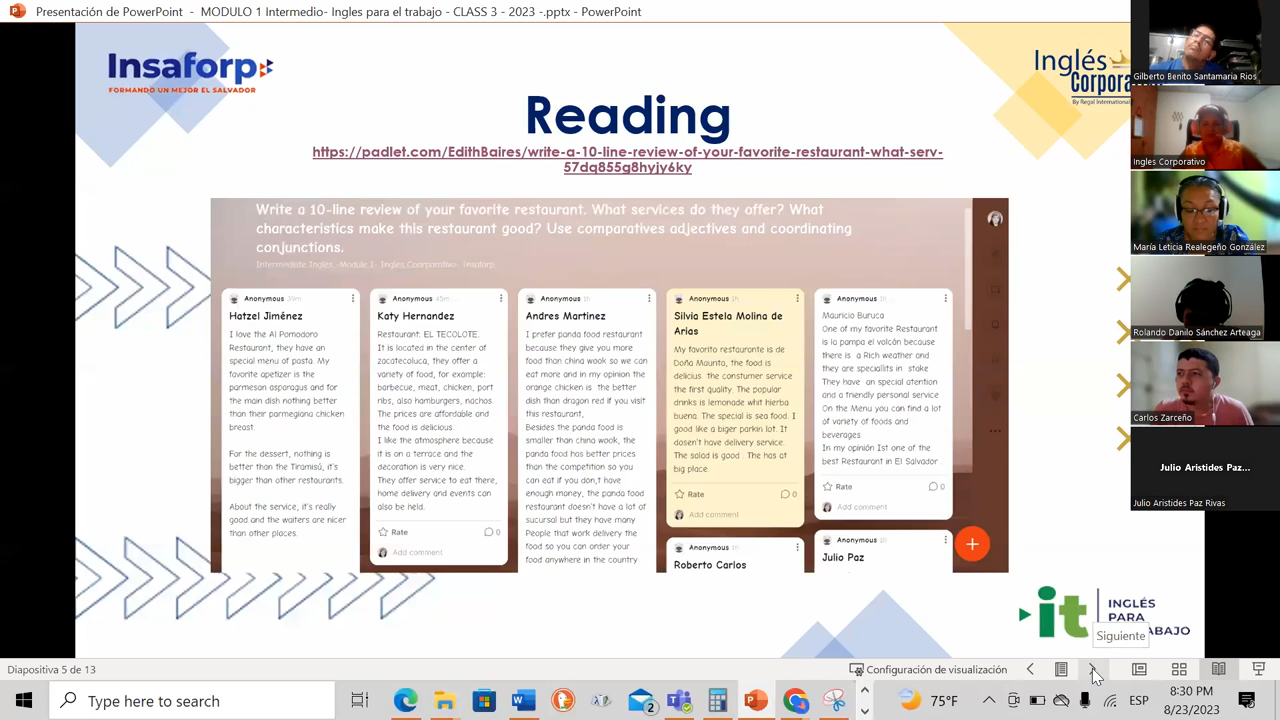 Presentación de PowerPoint - MODULO 1 Intermedio- Ingles para el trabajo - CLASS 3 - 2023 -.pptx - PowerPoint
Insaforp
FORMANDO UN MEJOR EL SALVADOR
Inglés
Corpora
By Regal International
Reading
https://padlet.com/EdithBaires/write-a-10-line-review-of-your-favorite-restaurant-what-serv-
57dq855g8hyjy6ky
Write a 10-line review of your favorite restaurant. What services do they offer? What
characteristics make this restaurant good? Use comparatives adjectives and coordinating
conjunctions.
Intermediate Ingles -Module 1- Ingles Coorporativo- Insaforp
Anonymous 39m
Hatzel Jiménez
I love the Al Pomodoro
Restaurant, they have an
special menu of pasta. My
favorite apetizer is the
parmesan asparagus and for
the main dish nothing better
than their parmegiana chicken
breast.
For the dessert, nothing is
better than the Tiramisú, it's
bigger than other restaurants.
About the service, it's really
good and the waiters are nicer
than other places.
Anonymous 45m
Katy Hernandez
Restaurant: EL TECOLOTE.
It is located in the center of
zacatecoluca, they offer a
variety of food, for example:
barbecue, meat, chicken, port
ribs, also hamburgers, nachos.
The prices are affordable and
the food is delicious.
I like the atmosphere because
it is on a terrace and the
decoration is very nice.
They offer service to eat there,
home delivery and events can
also be held.
Rate 0
Add comment
Anonymous 1h
Andres Martinez
I prefer panda food restaurant
because they give you more
food than china wook so we can
eat more and in my opinion the
orange chicken is the better
dish than dragon red if you visit
this restaurant,
Besides the panda food is
smaller than china wook, the
panda food has better prices
than the competition so you
can eat if you don,t have
enough money, the panda food
restaurant doesn't have a lot of
sucursal but they have many
People that work delivery the
food so you can order your
food anywhere in the country
Anonymous 1h
Silvia Estela Molina de
Arias
My favorito restaurante is de
Doña Maunta, the food is
delicius. the constumer service
the first quality. The popular
drinks is lemonade whit hierba
buena. The special is sea food. I
good like a biger parkin lot. It
dosen't have delivery service.
The salad is good . The has at
big place.
Rate 0
Add comment
Anonymous 1h
Roberto Carlos
Anonymous 1h
Mauricio Buruca
One of my favorite Restaurant
is la pampa el volcón because
there is a Rich weather and
they are speciallits in stake
They have an special atention
and a friendly personal service
On the Menu you can find a lot
of variety of foods and
beverages
In my opinión 1st one of the
best Restaurant in El Salvador .
Rate 0
Add comment
Anonymous 1h
Julio Paz
it
INGLÉS
PARA
ABAJO
Siguiente
Gilberto Benito Santamaria Rios
Ingles Corporativo
María Leticia Realegeño González
Rolando Danilo Sánchez Arteaga
Carlos Zarceño
Julio Aristides Paz...
Julio Aristides Paz Rivas
Diapositiva 5 de 13
Configuración de visualización
Type here to search
2
75°F
ESP
8:30 PM
8/23/2023